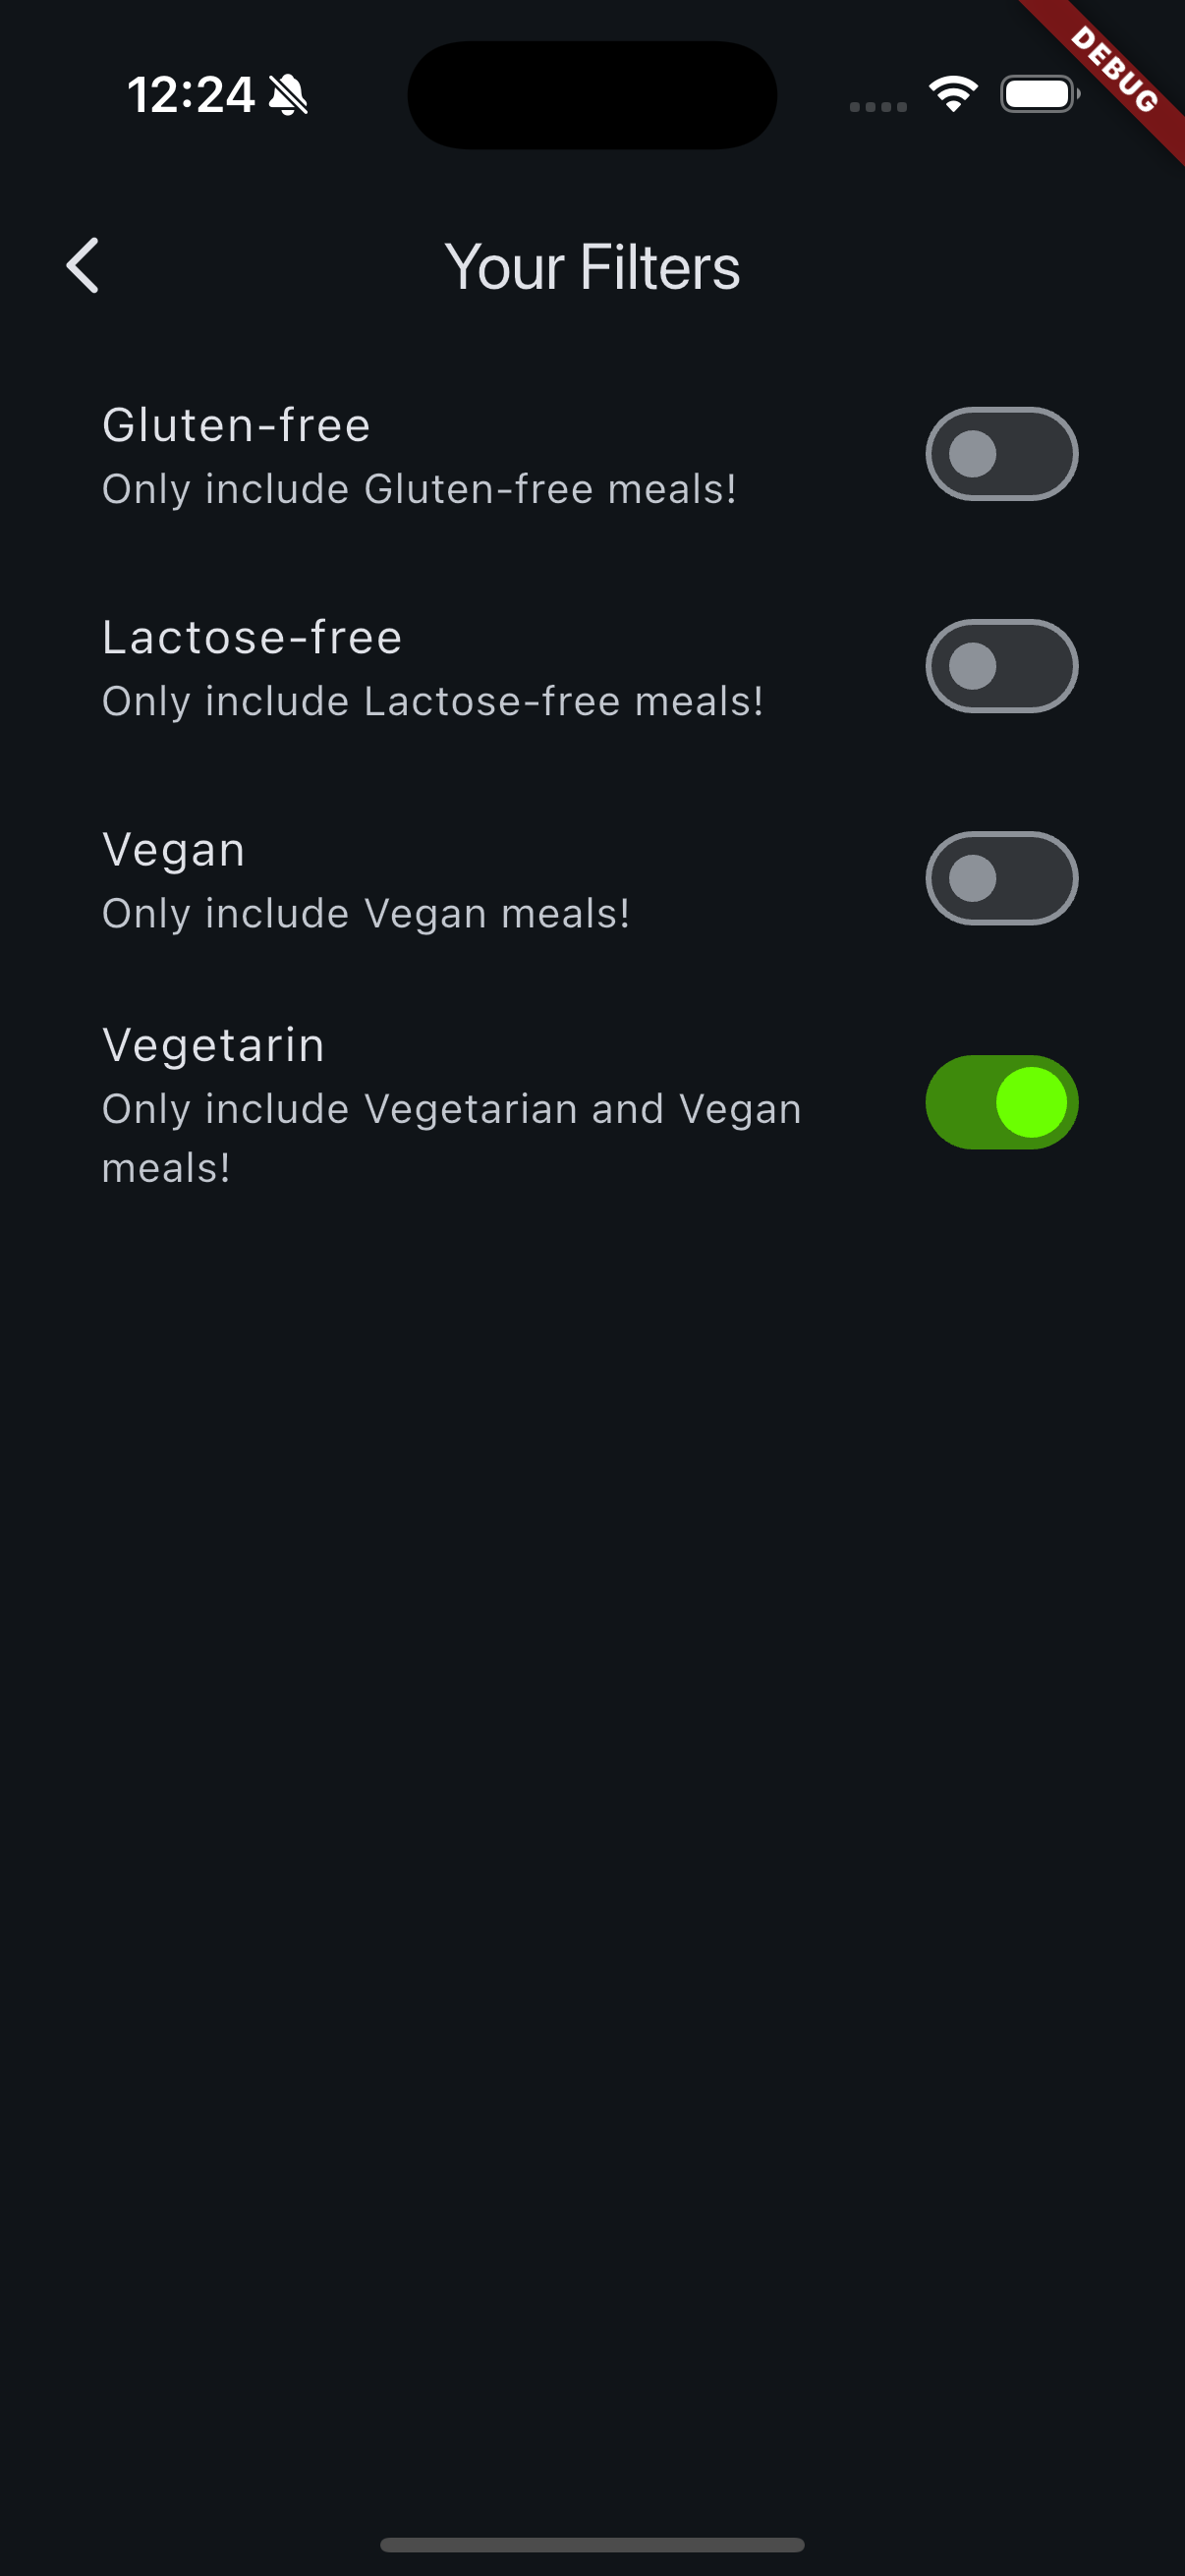 12:24
DEBUG
Your Filters
Gluten-free
Only include Gluten-free meals!
Lactose-free
Only include Lactose-free meals!
Vegan
Only include Vegan meals!
Vegetarin
Only include Vegetarian and Vegan
meals!